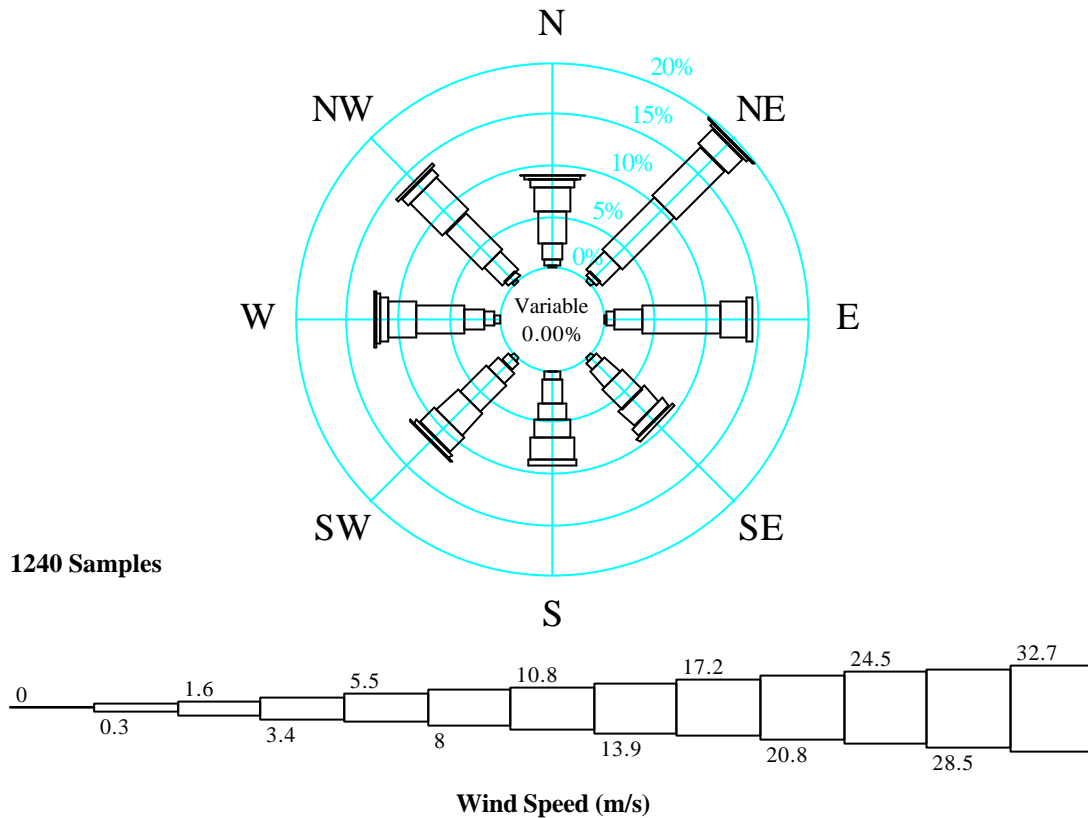 N
20%
NW
NE
15%
10%
5%
0%
W
Variable
0.00%
E
SW
SE
1240 Samples
S
0 1.6 5.5 10.8 17.2 24.5 32.7
0.3 3.4 8 13.9 20.8 28.5
Wind Speed (m/s)